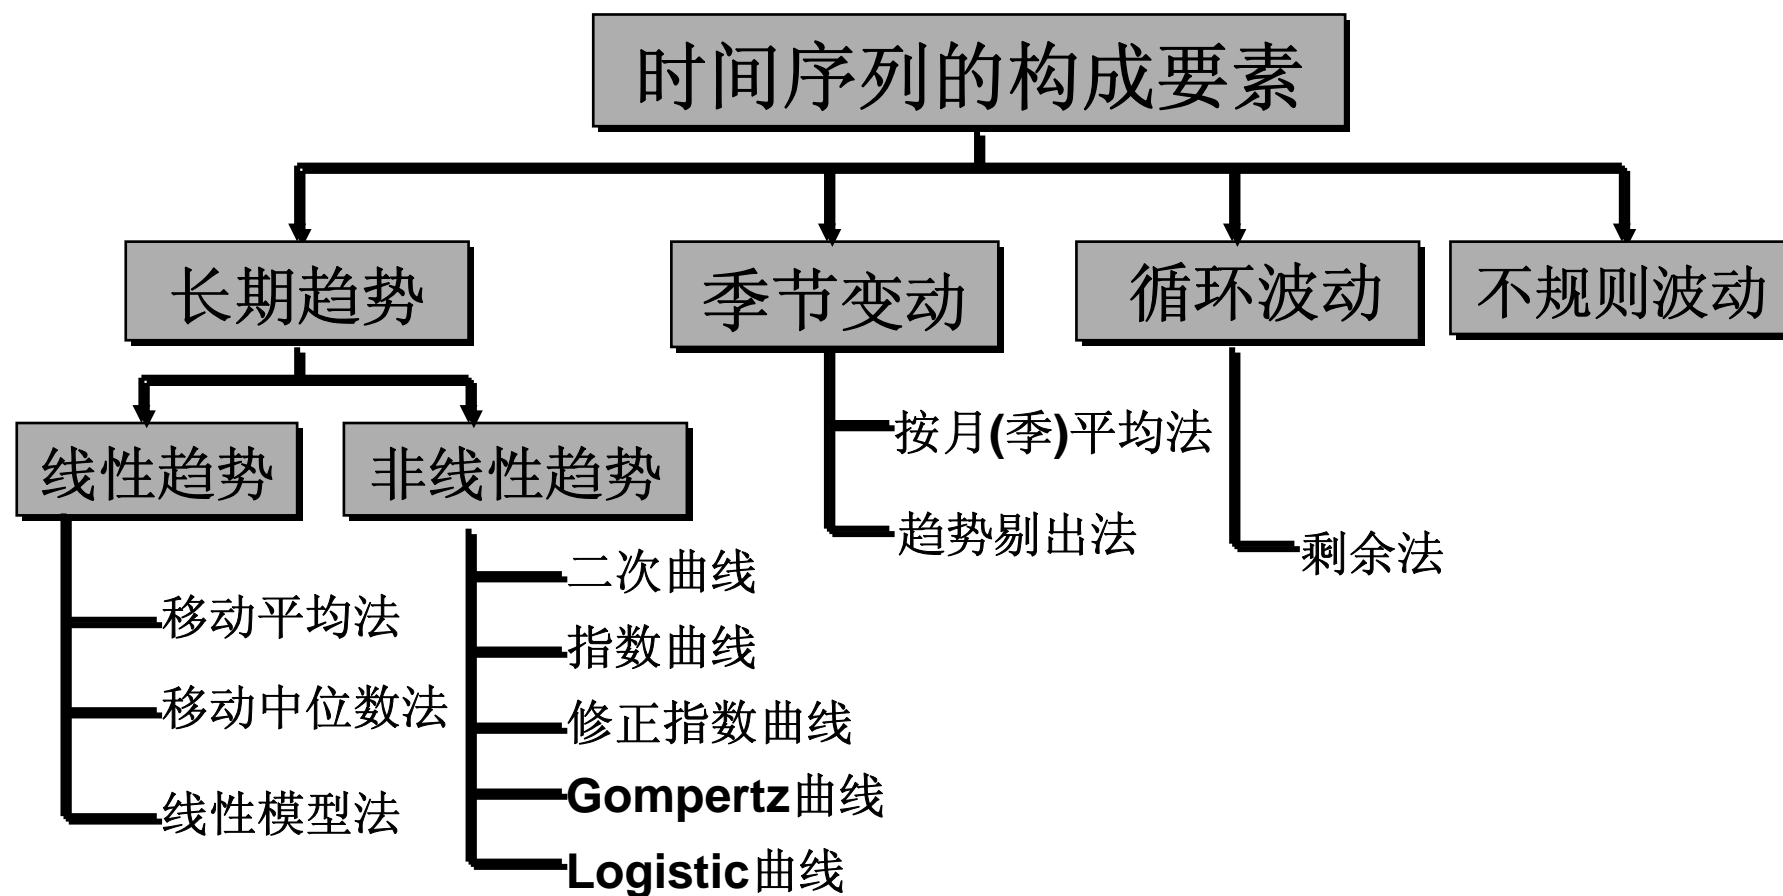 时间序列的构成要素
长期趋势
季节变动
循环波动
不规则波动
线性趋势
非线性趋势
移动平均法
移动中位数法
线性模型法
二次曲线
指数曲线
修正指数曲线
Gompertz曲线
Logistic曲线
按月(季)平均法
趋势剔出法
剩余法